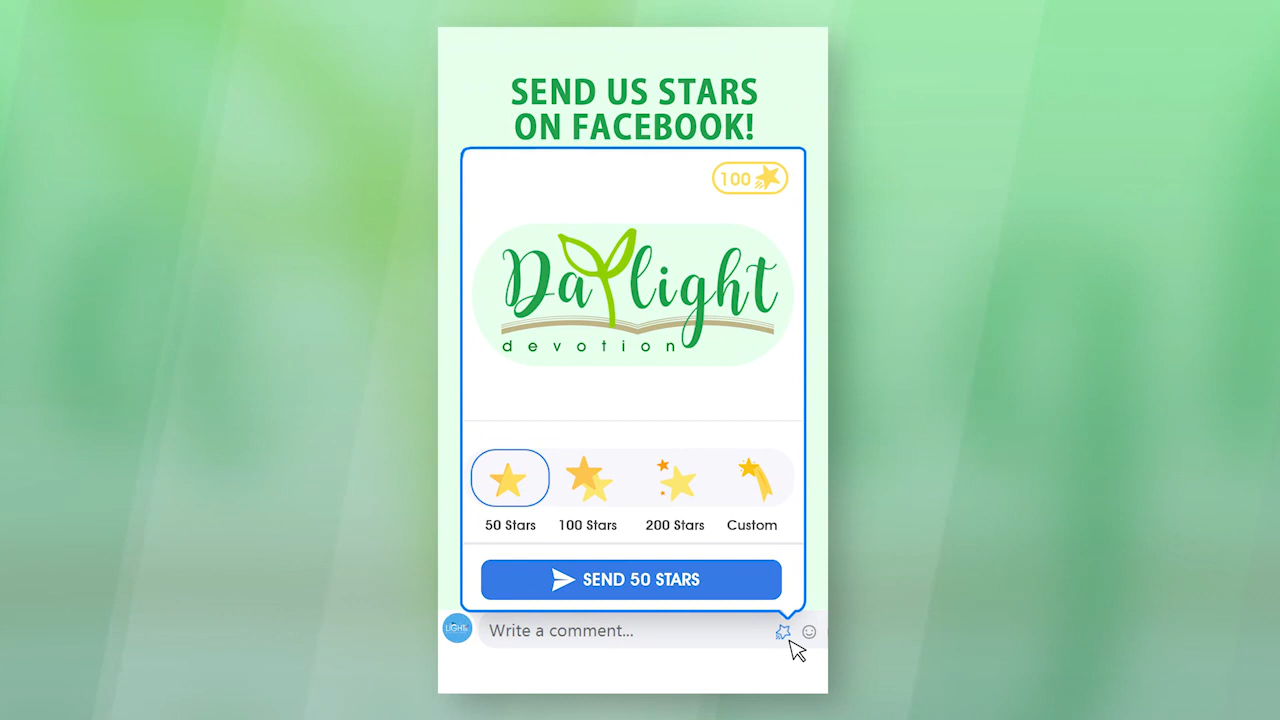 SEND US STARS
ON FACEBOOK!
100
Daylight
devotion
50 Stars
100 Stars
200 Stars
Custom
SEND 50 STARS
LIGHT
Write a comment...